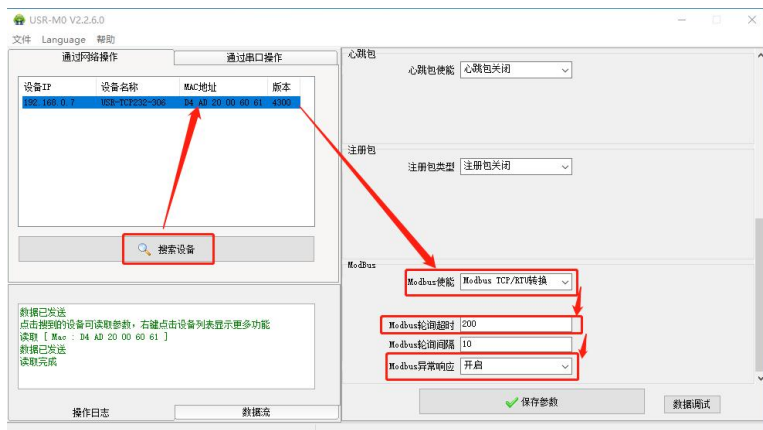 USR-M0 V2.2.6.0
文件 Language 帮助
通过网络操作 通过串口操作
设备IP 设备名称 MAC地址 版本
192.168.0.7 USR-TCP232-306 D4 AD 20 00 60 61 4300
搜索设备
数据已发送
点击搜到的设备可读取参数，右键点击设备列表显示更多功能
读取 [ Mac : D4 AD 20 00 60 61 ]
数据已发送
读取完成
操作日志 数据流
心跳包
心跳包使能 心跳包关闭
注册包
注册包类型 注册包关闭
ModBus
Modbus使能 Modbus TCP/RTU转换
Modbus轮询超时 200
Modbus轮询间隔 10
Modbus异常响应 开启
保存参数 数据调试